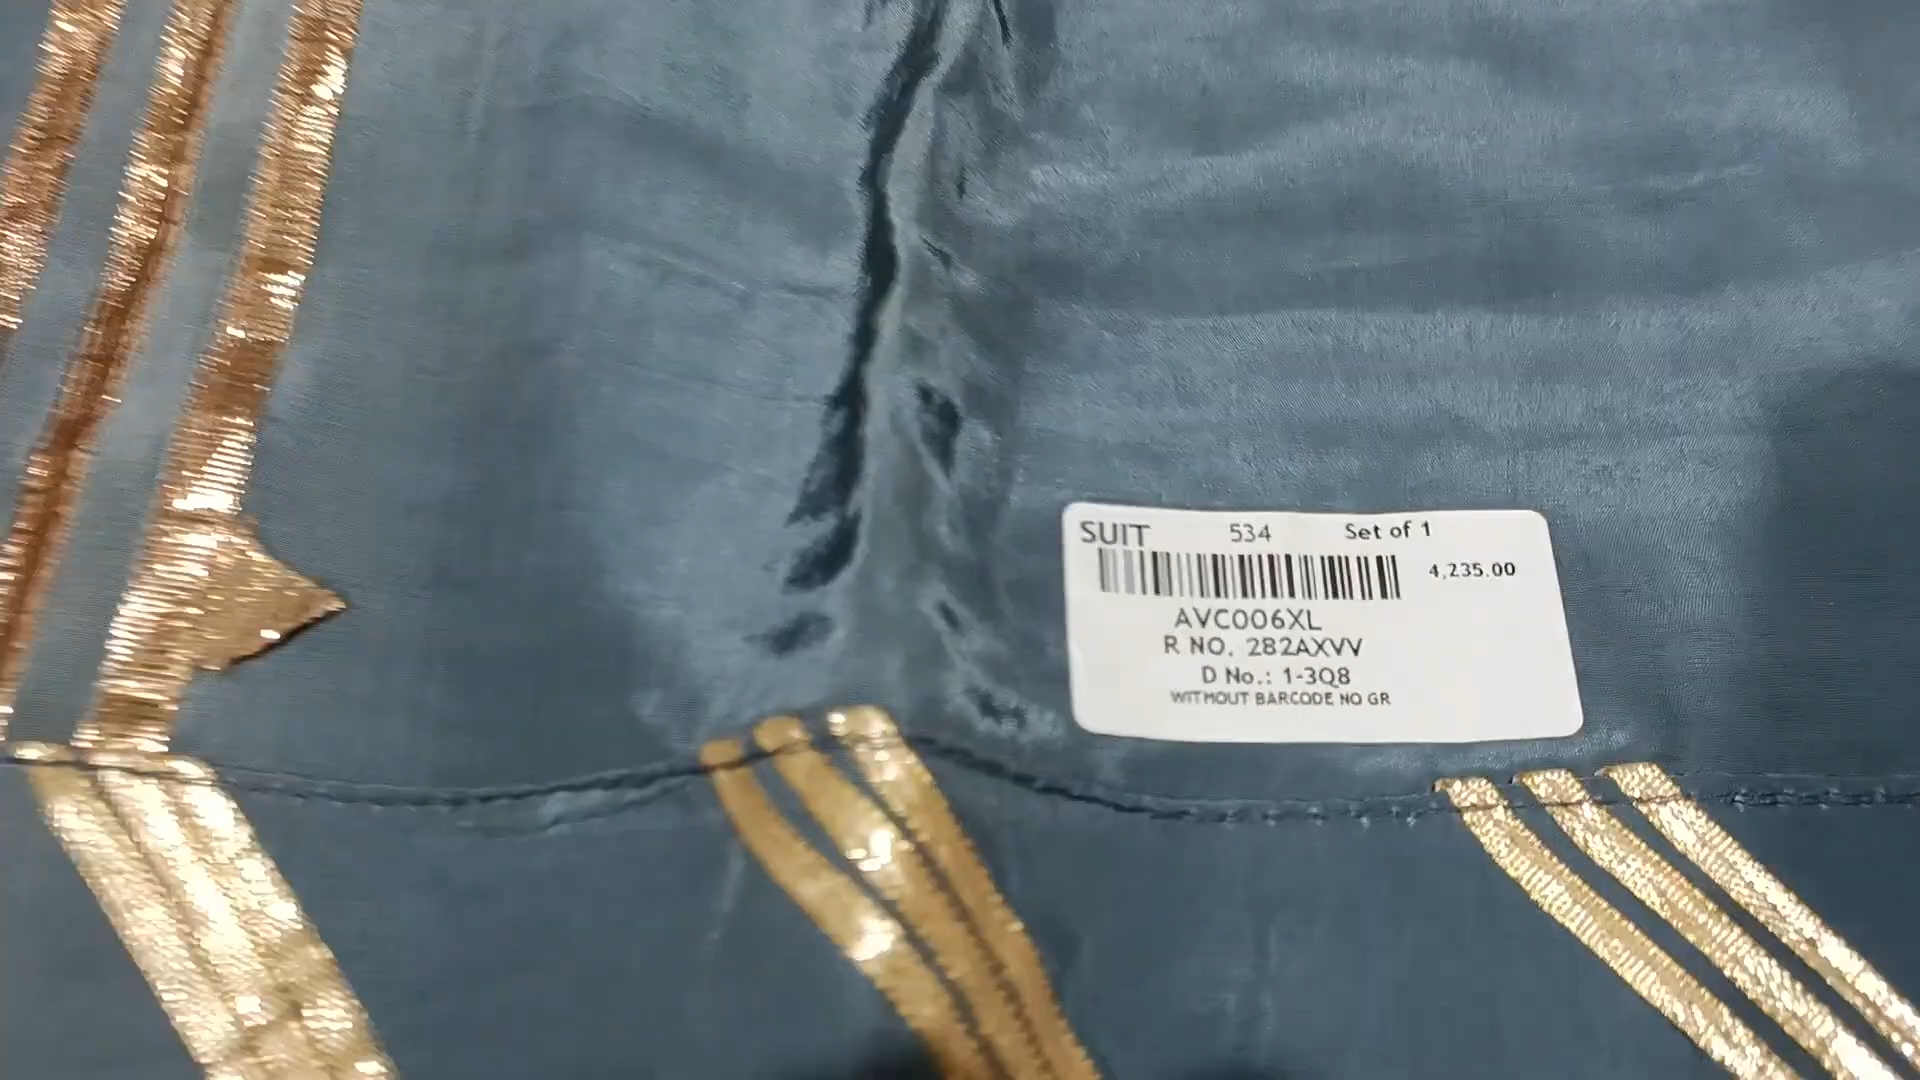 SUIT 534 Set of 1
4,235.00
AVC006XL
R NO. 282AXVV
D No.: 1-3Q8
WITHOUT BARCODE NO GR